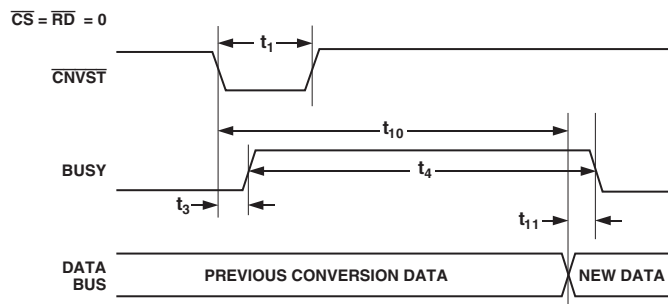 CS = RD = 0
t1
CNVST
t10
BUSY
t4
t3
t11
DATA BUS
PREVIOUS CONVERSION DATA
NEW DATA